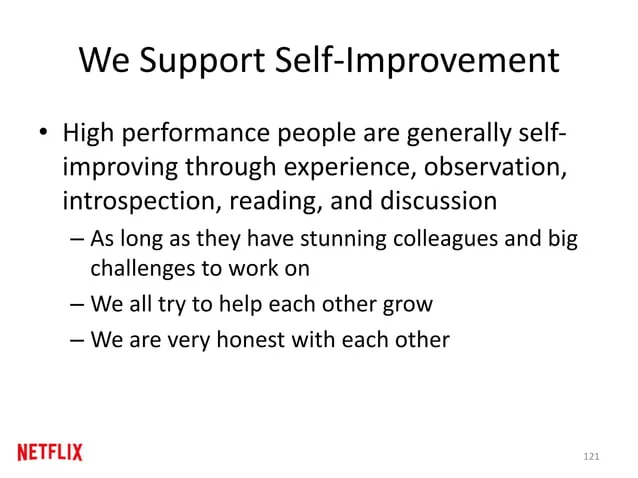 We Support Self-Improvement
• High performance people are generally self-
improving through experience, observation,
introspection, reading, and discussion
– As long as they have stunning colleagues and big
challenges to work on
– We all try to help each other grow
– We are very honest with each other
NETFLIX
121